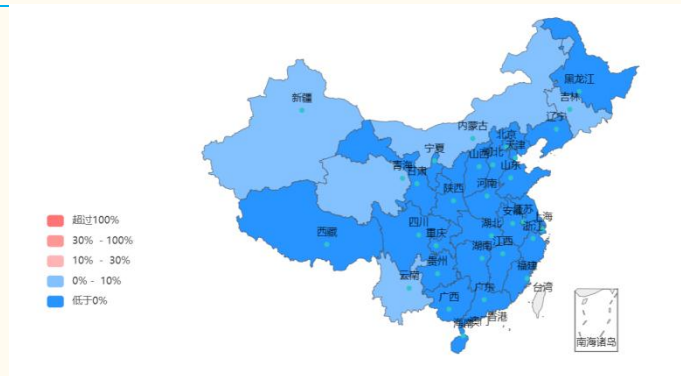 黑龙江
新疆
吉林
辽宁
内蒙古
北京
天津
宁夏
山西
河北
山东
青海
甘肃
陕西
河南
江苏
安徽
上海
四川
湖北
浙江
西藏
重庆
湖南
江西
贵州
福建
云南
台湾
广西
广东
香港
澳门
海南
南海诸岛
超过100%
30% - 100%
10% - 30%
0% - 10%
低于0%